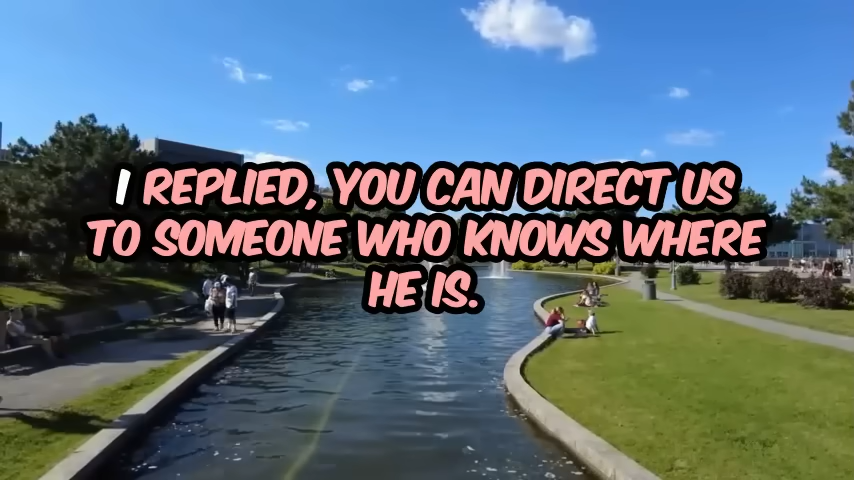 I REPLIED, YOU CAN DIRECT US
TO SOMEONE WHO KNOWS WHERE
HE IS.